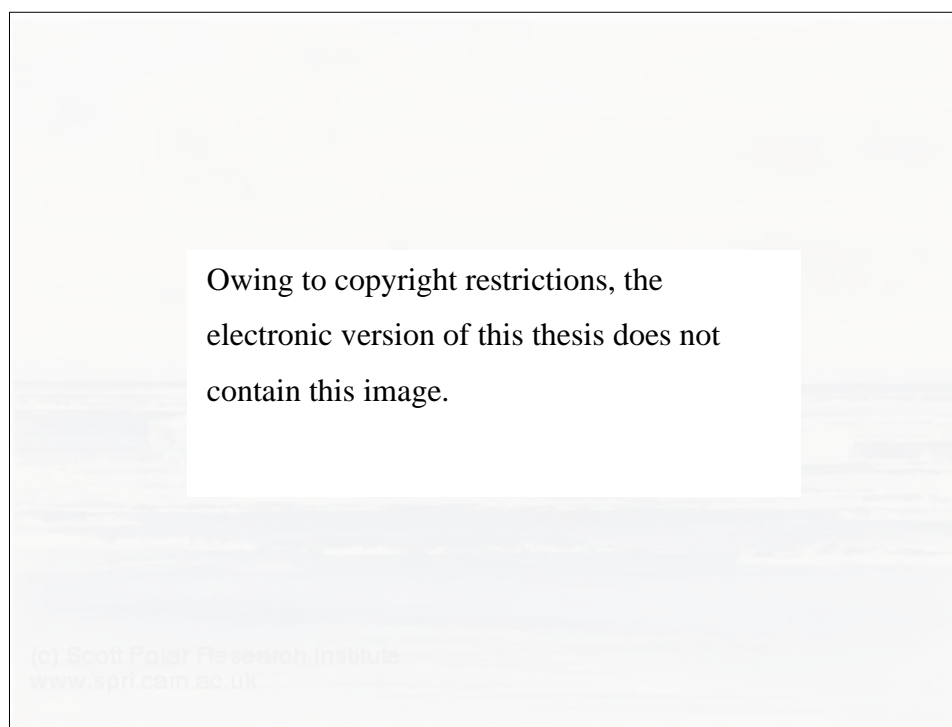 Owing to copyright restrictions, the
electronic version of this thesis does not
contain this image.
(c) Scott Polar Research Institute
www.spri.cam.ac.uk